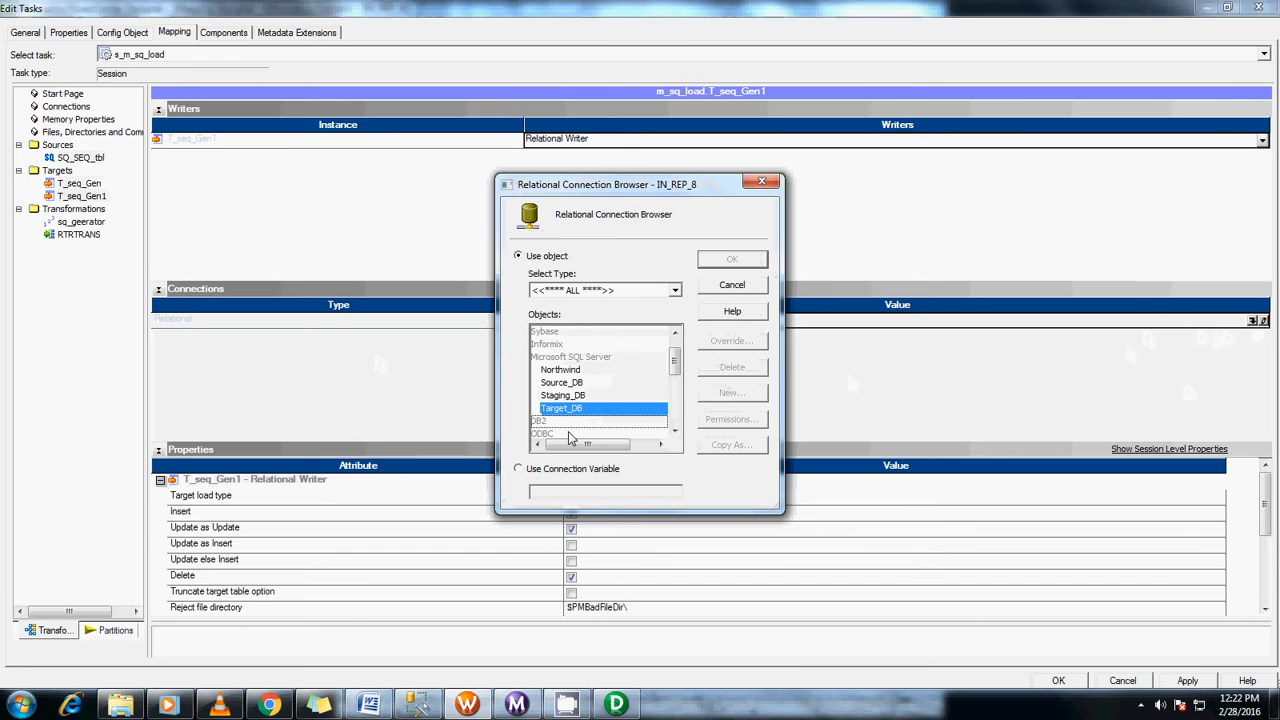 Edit Tasks
General
Properties
Config Object
Mapping
Components
Metadata Extensions
Select task:
s_m_sq_load
Task type:
Session
Start Page
Connections
Memory Properties
Files, Directories and Com
Sources
SQ_SEQ_tbl
Targets
T_seq_Gen
T_seq_Gen1
Transformations
sq_geerator
RTRTRANS
Transfo...
Partitions
m_sq_load.T_seq_Gen1
Writers
Instance
Writers
T_seq_Gen1
Relational Writer
Connections
Type
Value
Relational
Relational Connection Browser - IN_REP_8
Relational Connection Browser
Use object
Select Type:
<<**** ALL ****>>
Objects:
Sybase
Informix
Microsoft SQL Server
Northwind
Source_DB
Staging_DB
Target_DB
DB2
ODBC
Use Connection Variable
OK
Cancel
Help
Override...
Delete
New...
Permissions...
Copy As...
Properties
Show Session Level Properties
Attribute
Value
T_seq_Gen1 - Relational Writer
Target load type
Insert
Update as Update
Update as Insert
Update else Insert
Delete
Truncate target table option
Reject file directory
$PMBadFileDir\
OK
Cancel
Apply
Help
12:22 PM
2/28/2016